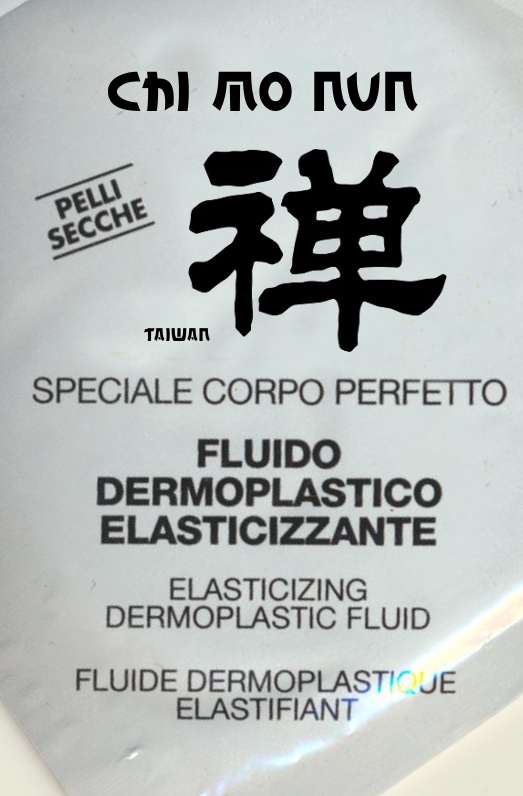 Chi mo nun
PELLI
SECCHE
禅
TAIWAN
SPECIALE CORPO PERFETTO
FLUIDO
DERMOPLASTICO
ELASTICIZZANTE
ELASTICIZING
DERMOPLASTIC FLUID
FLUIDE DERMOPLASTIQUE
ELASTIFIANT